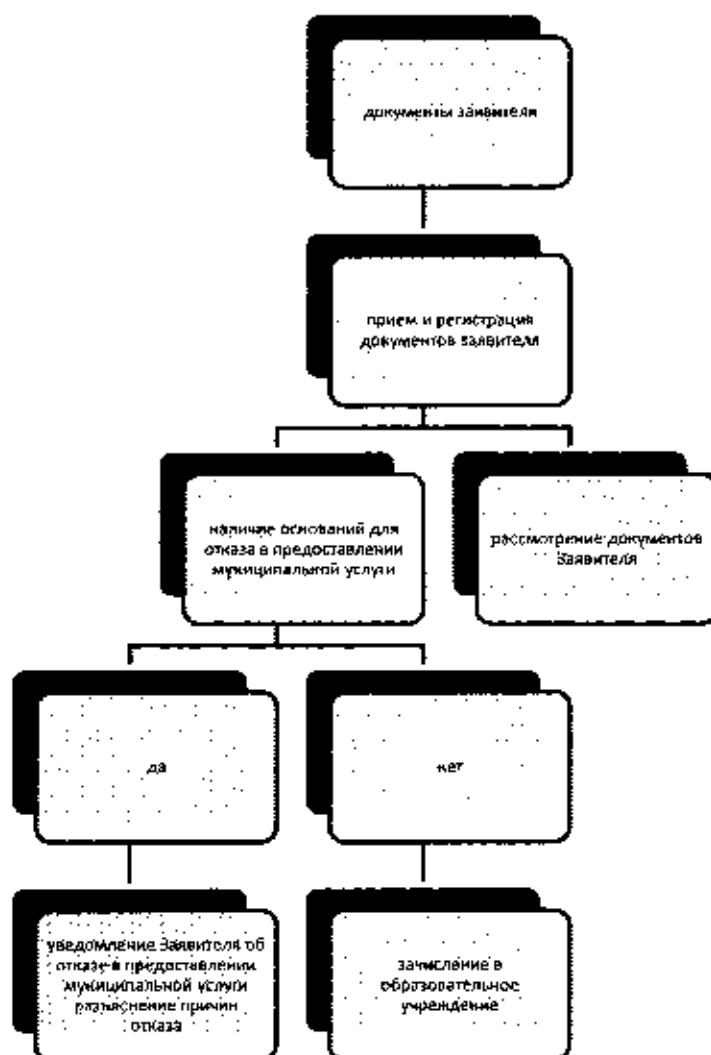 документы заявителя
прием и регистрация
документов заявителя
наличие оснований для
отказа в предоставлении
муниципальной услуги
рассмотрение документов
Заявителя
да
нет
уведомление Заявителя об
отказе в предоставлении
муниципальной услуги
разъяснение причин
отказа
зачисление в
образовательное
учреждение